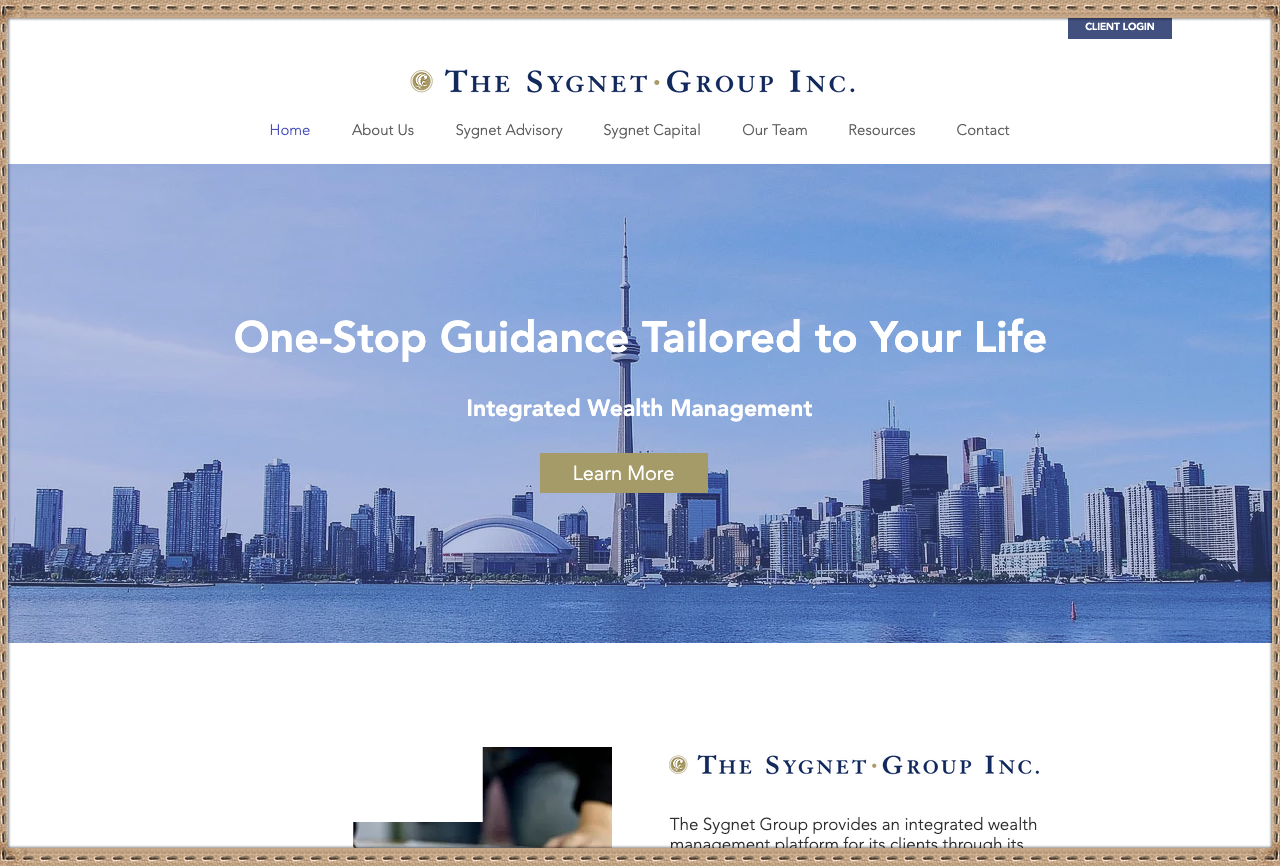 CLIENT LOGIN
THE SYGNET·GROUP INC.
Home About Us Sygnet Advisory Sygnet Capital Our Team Resources Contact
One-Stop Guidance Tailored to Your Life
Integrated Wealth Management
Learn More
THE SYGNET·GROUP INC.
The Sygnet Group provides an integrated wealth
management platform for its clients through its